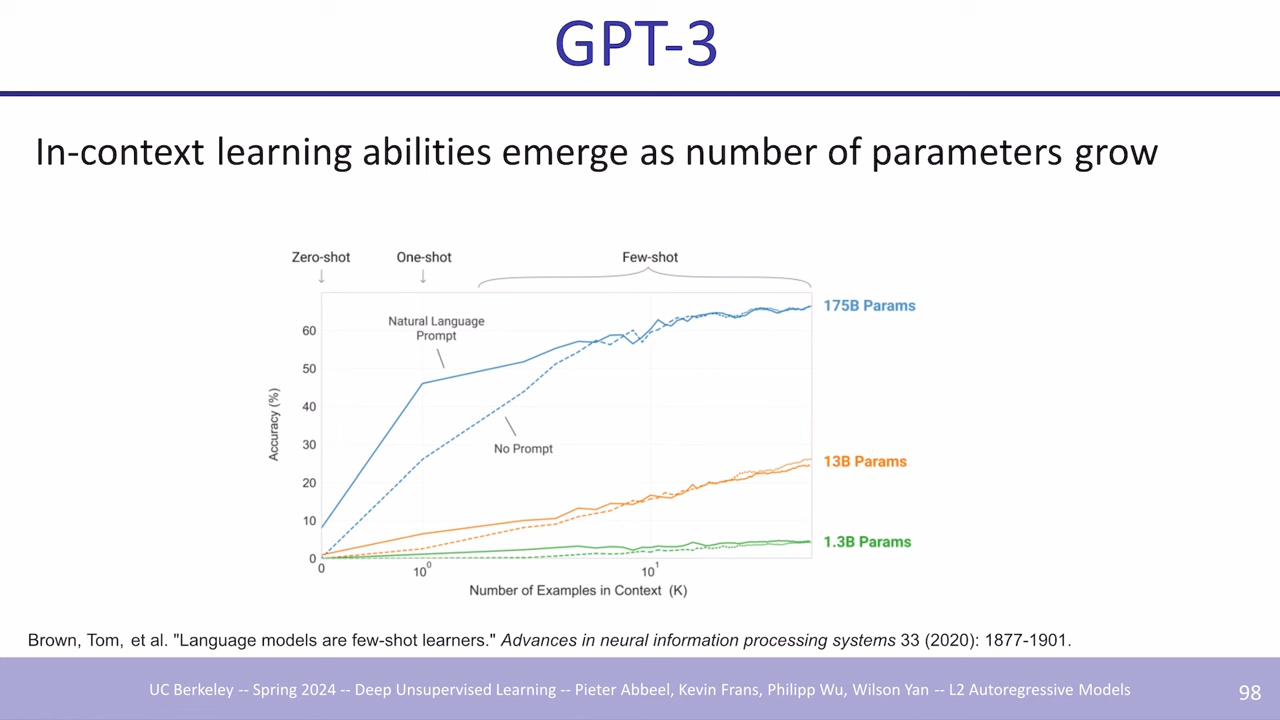 GPT-3
In-context learning abilities emerge as number of parameters grow
Zero-shot
One-shot
Few-shot
175B Params
Natural Language
Prompt
60
50
40
Accuracy (%)
No Prompt
30
13B Params
20
10
1.3B Params
0
0
10⁰
10¹
Number of Examples in Context (K)
Brown, Tom, et al. "Language models are few-shot learners." Advances in neural information processing systems 33 (2020): 1877-1901.
UC Berkeley -- Spring 2024 -- Deep Unsupervised Learning -- Pieter Abbeel, Kevin Frans, Philipp Wu, Wilson Yan -- L2 Autoregressive Models
98